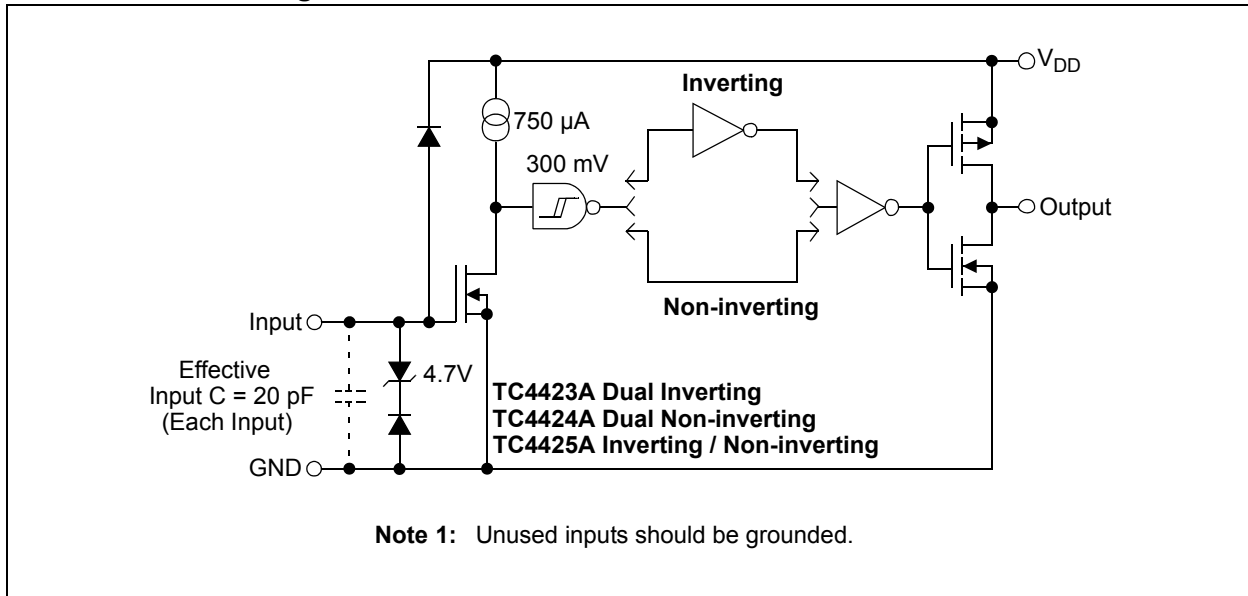 V_DD
Inverting
750 µA
300 mV
Output
Non-inverting
Input
Effective
Input C = 20 pF
(Each Input)
4.7V
TC4423A Dual Inverting
TC4424A Dual Non-inverting
TC4425A Inverting / Non-inverting
GND
Note 1: Unused inputs should be grounded.